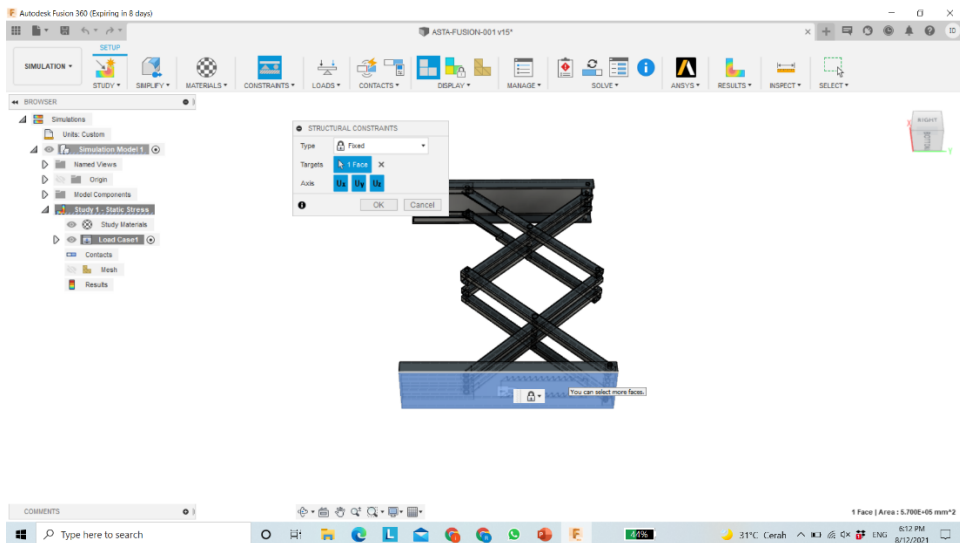 Autodesk Fusion 360 (Expiring in 8 days)
ASTA-FUSION-001 v15*
ID
SETUP
SIMULATION
STUDY
SIMPLIFY
MATERIALS
CONSTRAINTS
LOADS
CONTACTS
DISPLAY
MANAGE
SOLVE
ANSYS
RESULTS
INSPECT
SELECT
BROWSER
Simulations
Units: Custom
Simulation Model 1
Named Views
Origin
Model Components
Study 1 - Static Stress
Study Materials
Load Case1
Contacts
Mesh
Results
STRUCTURAL CONSTRAINTS
Type Fixed
Targets 1 Face
Axis Ux Uy Uz
OK Cancel
RIGHT
BOTTOM
X
Y
You can select more faces.
COMMENTS
1 Face | Area : 5.700E+05 mm^2
Type here to search
44%
31°C Cerah
ENG
6:12 PM
8/12/2021